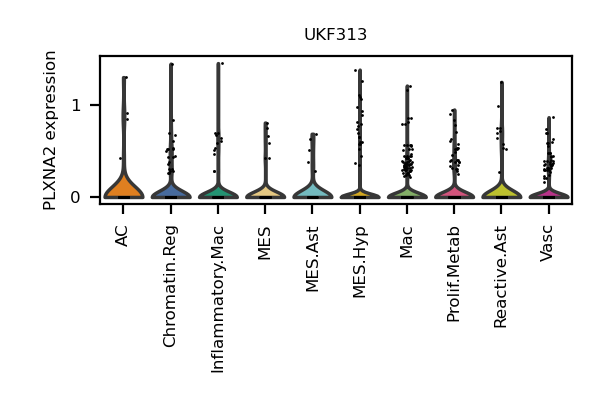 UKF313
PLXNA2 expression
1
0
AC
Chromatin.Reg
Inflammatory.Mac
MES
MES.Ast
MES.Hyp
Mac
Prolif.Metab
Reactive.Ast
Vasc